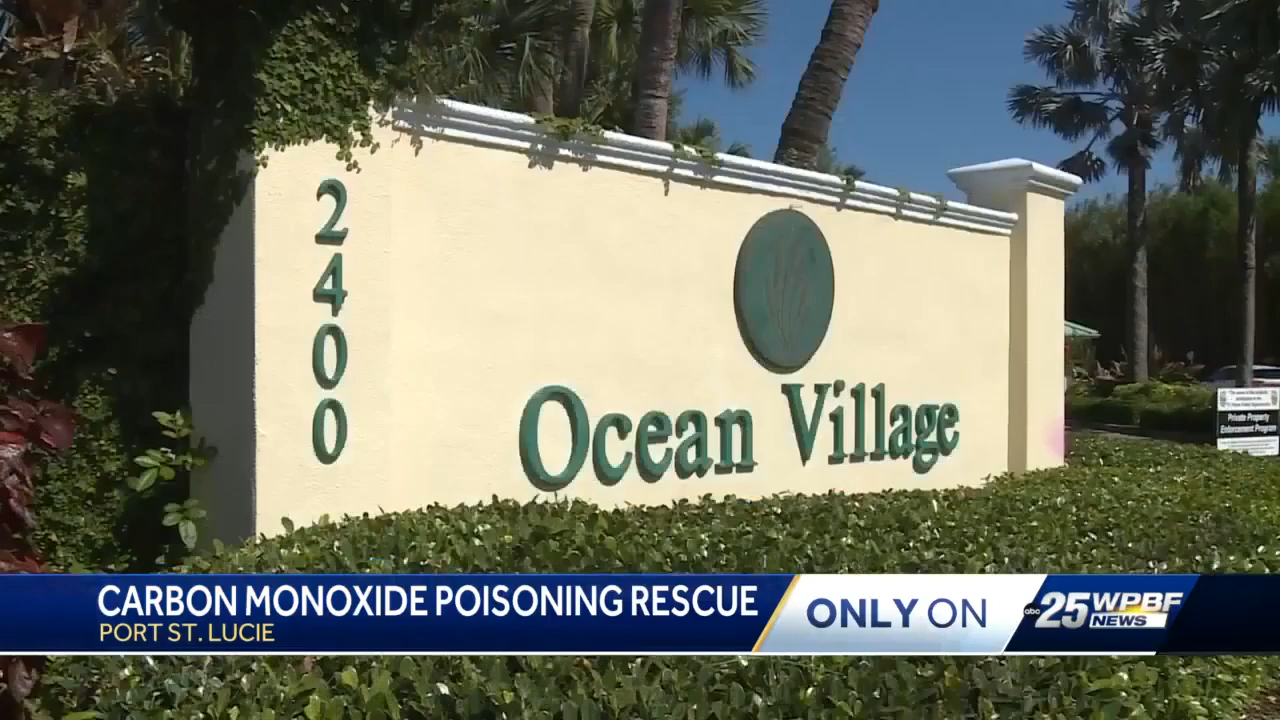 2400
Ocean Village
Private Property
Enforcement Program
CARBON MONOXIDE POISONING RESCUE
PORT ST. LUCIE
ONLY ON
abc 25 WPBF
NEWS